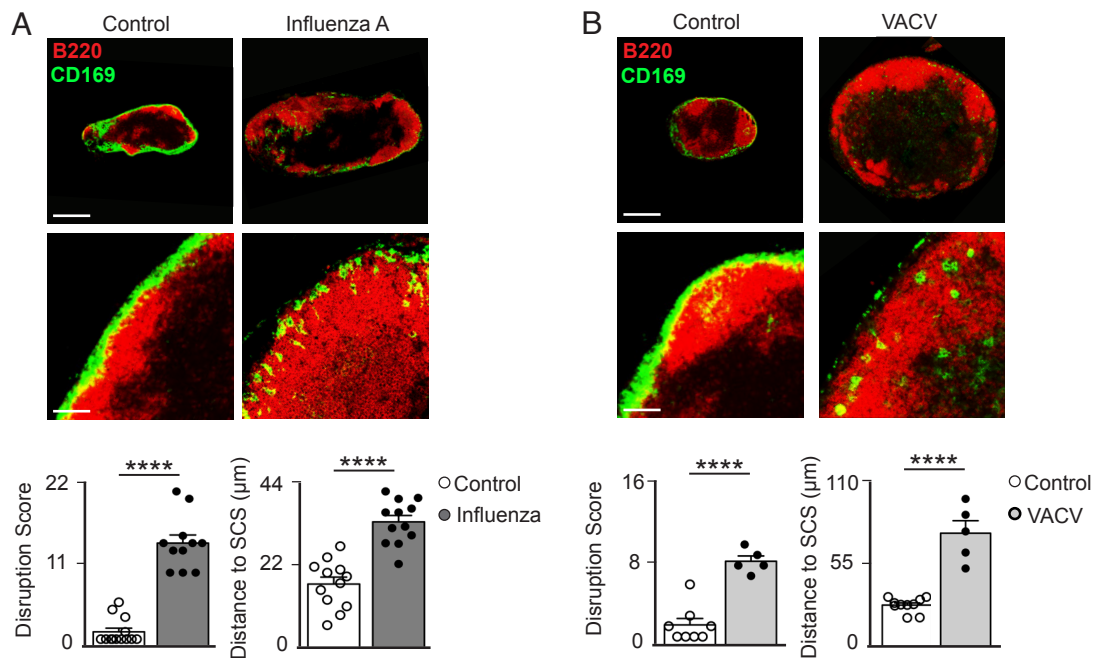 A
Control
Influenza A
B220
CD169
Disruption Score
22
11
0
****
Distance to SCS (µm)
44
22
0
****
Control
Influenza
B
Control
VACV
B220
CD169
Disruption Score
16
8
0
****
Distance to SCS (µm)
110
55
0
****
Control
VACV